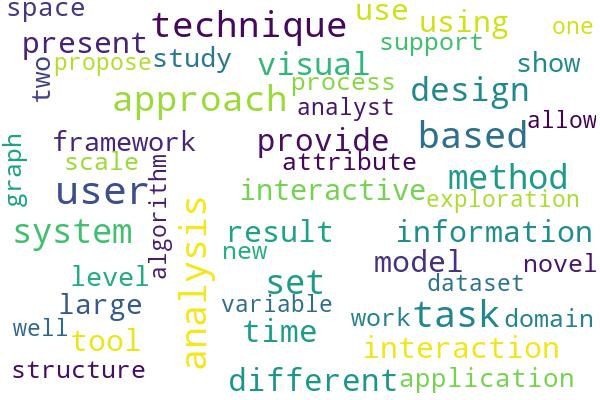 space
technique
use
using
one
present
propose
study
support
two
visual
show
process
approach
analyst
design
allow
framework
provide
based
graph
scale
attribute
algorithm
method
user
interactive
exploration
analysis
system
result
information
new
model
novel
level
set
dataset
large
variable
work
task
domain
well
tool
time
interaction
structure
different
application